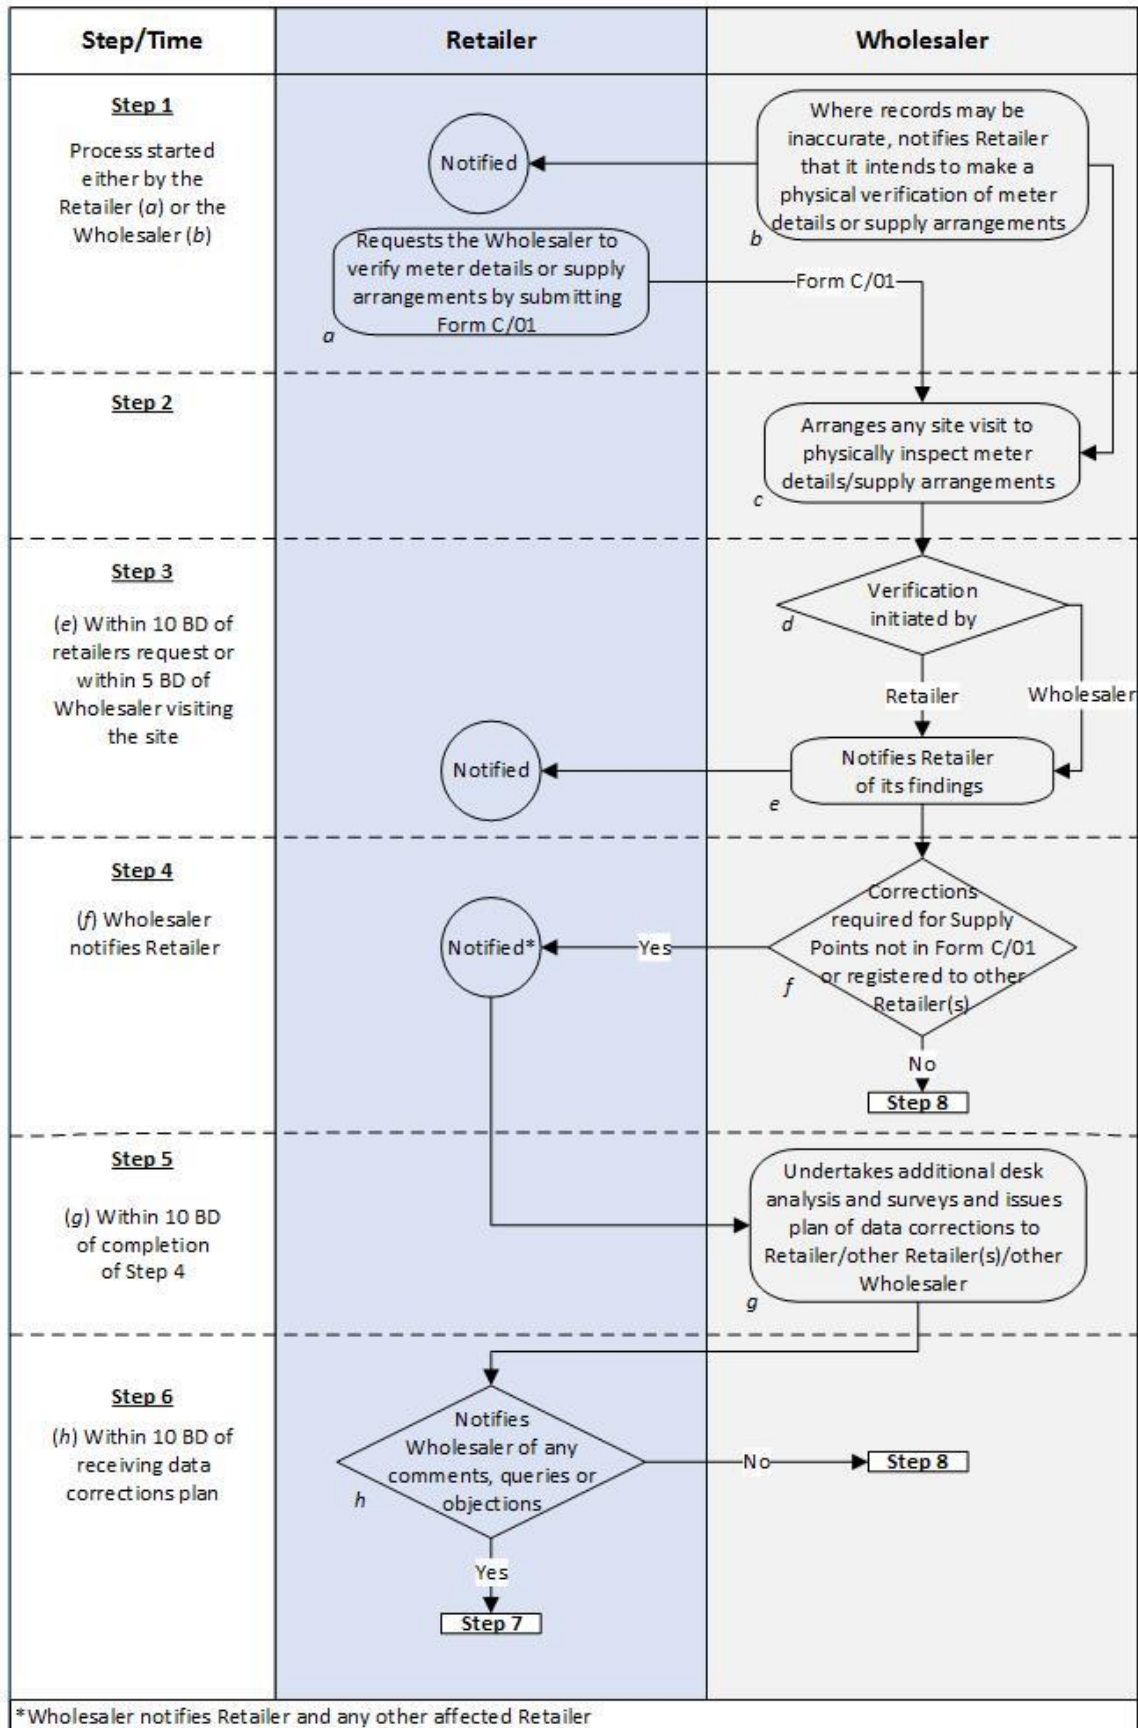 Step/Time
Retailer
Wholesaler
Step 1
Process started
either by the
Retailer (a) or the
Wholesaler (b)
Notified
Where records may be
inaccurate, notifies Retailer
that it intends to make a
physical verification of meter
details or supply arrangements
b
Requests the Wholesaler to
verify meter details or supply
arrangements by submitting
Form C/01
a
Form C/01
Step 2
Arranges any site visit to
physically inspect meter
details/supply arrangements
c
Step 3
(e) Within 10 BD of
retailers request or
within 5 BD of
Wholesaler visiting
the site
Verification
initiated by
d
Retailer
Wholesaler
Notified
Notifies Retailer
of its findings
e
Step 4
(f) Wholesaler
notifies Retailer
Notified*
Yes
Corrections
required for Supply
Points not in Form C/01
or registered to other
Retailer(s)
f
No
Step 8
Step 5
(g) Within 10 BD
of completion
of Step 4
Undertakes additional desk
analysis and surveys and issues
plan of data corrections to
Retailer/other Retailer(s)/other
Wholesaler
g
Step 6
(h) Within 10 BD of
receiving data
corrections plan
Notifies
Wholesaler of any
comments, queries or
objections
h
No
Step 8
Yes
Step 7
*Wholesaler notifies Retailer and any other affected Retailer